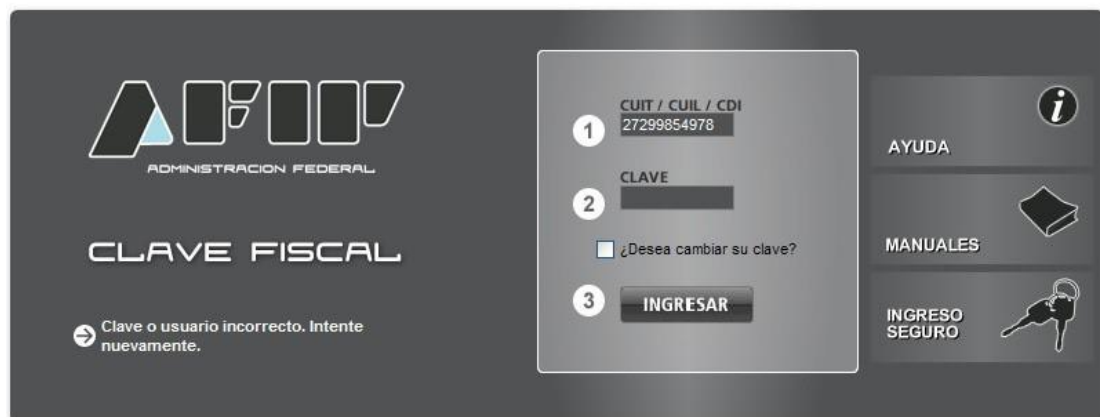 AFIP
ADMINISTRACION FEDERAL
CLAVE FISCAL
Clave o usuario incorrecto. Intente
nuevamente.
1
CUIT / CUIL / CDI
27299854978
2
CLAVE
¿Desea cambiar su clave?
3
INGRESAR
i
AYUDA
MANUALES
INGRESO
SEGURO